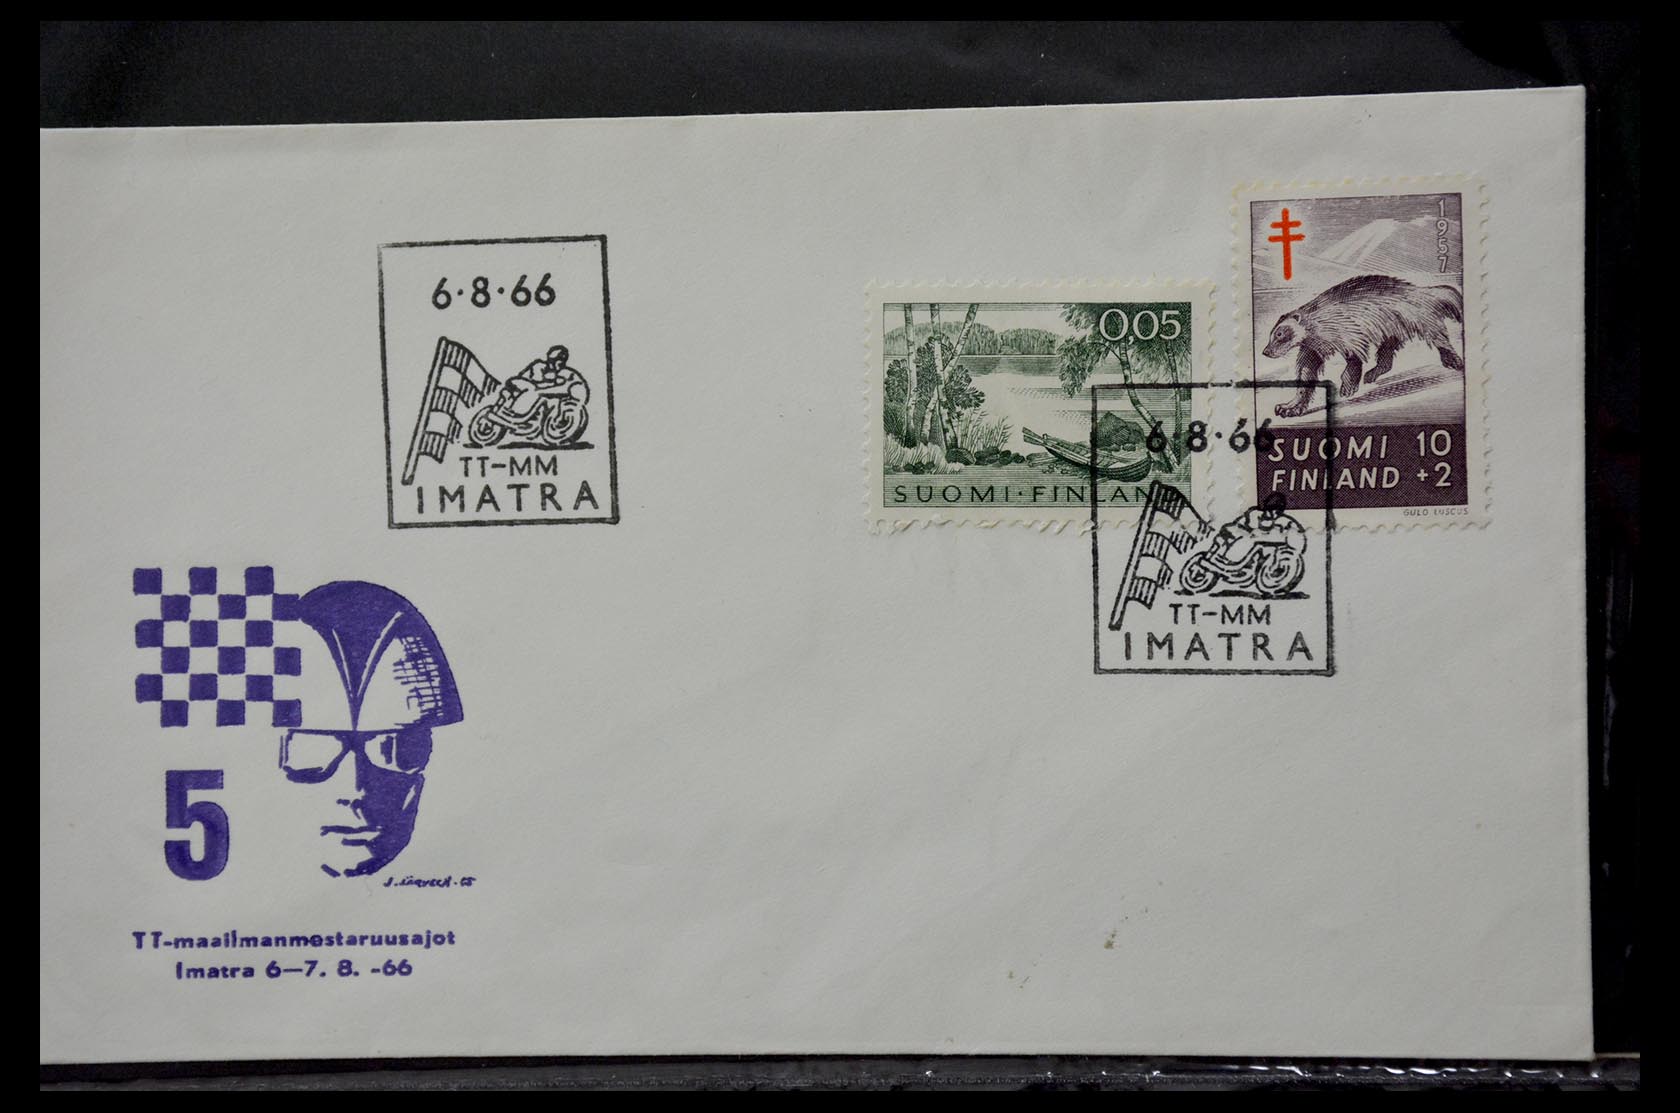 6·8·66
TT-MM
IMATRA
0,05
SUOMI·FINLAN
1957
SUOMI 10
FINLAND +2
GULO LUSCUS
6·8·66
TT-MM
IMATRA
5
TT-maailmanmestaruusajot
Imatra 6—7. 8. -66